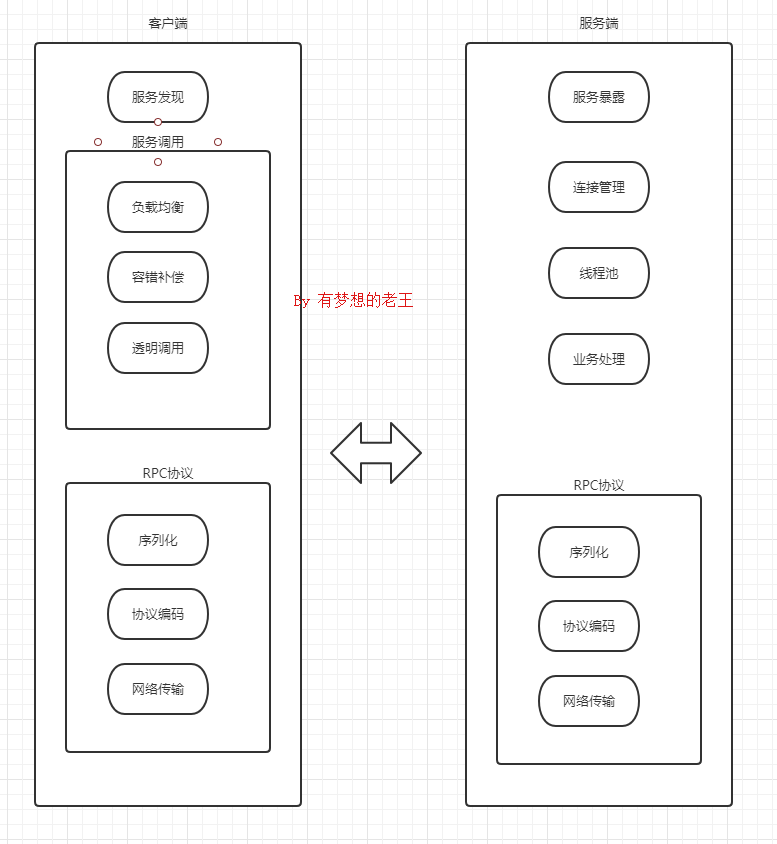 客户端
服务发现
服务调用
负载均衡
容错补偿
透明调用
RPC协议
序列化
协议编码
网络传输
By 有梦想的老王
服务端
服务暴露
连接管理
线程池
业务处理
RPC协议
序列化
协议编码
网络传输